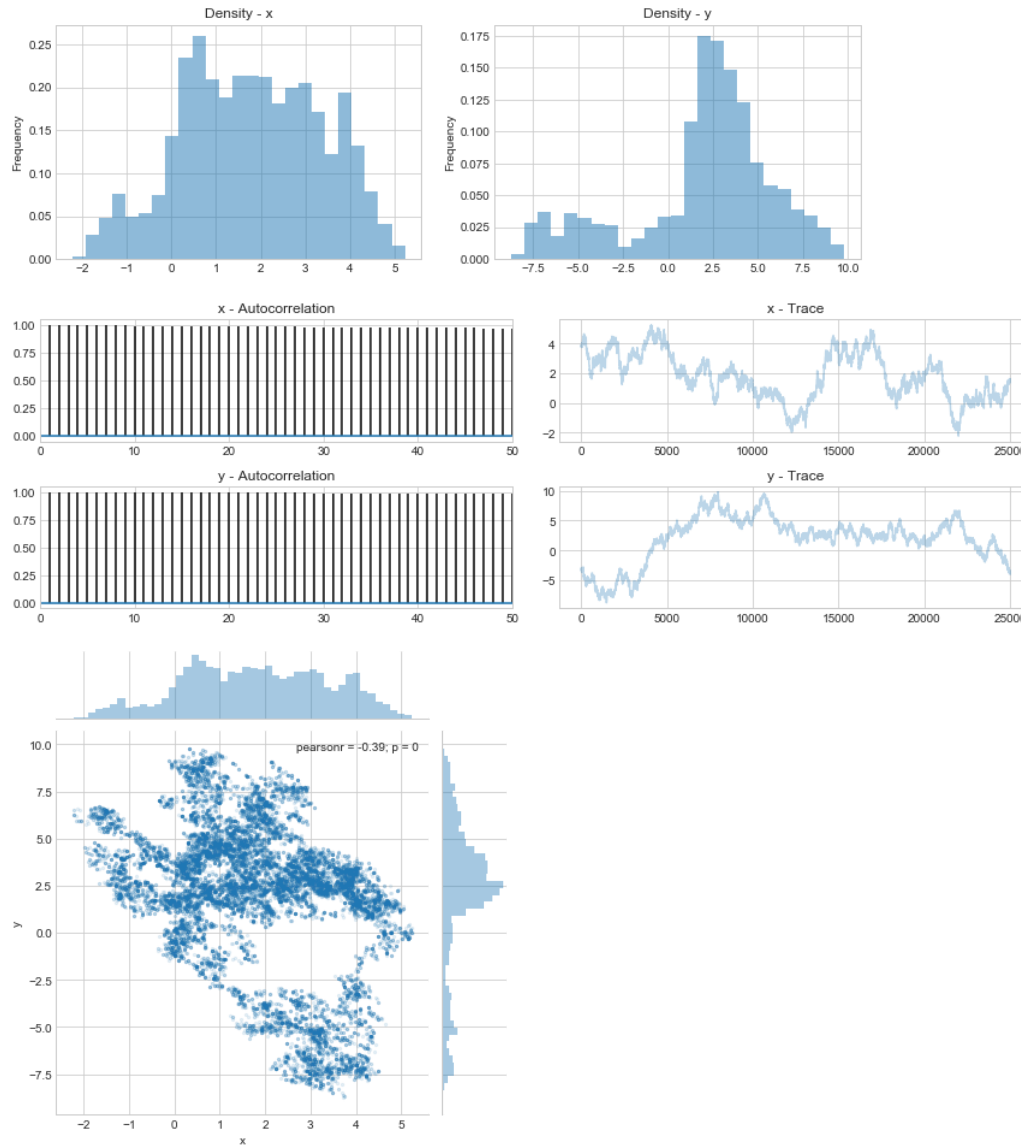 Density - x
Density - y
Frequency
0.25
0.20
0.15
0.10
0.05
0.00
−2 −1 0 1 2 3 4 5
Frequency
0.175
0.150
0.125
0.100
0.075
0.050
0.025
0.000
−7.5 −5.0 −2.5 0.0 2.5 5.0 7.5 10.0
x - Autocorrelation
1.00
0.75
0.50
0.25
0.00
0 10 20 30 40 50
x - Trace
4
2
0
−2
0 5000 10000 15000 20000 25000
y - Autocorrelation
1.00
0.75
0.50
0.25
0.00
0 10 20 30 40 50
y - Trace
10
5
0
−5
0 5000 10000 15000 20000 25000
pearsonr = -0.39; p = 0
10.0
7.5
5.0
2.5
0.0
−2.5
−5.0
−7.5
y
−2 −1 0 1 2 3 4 5
x